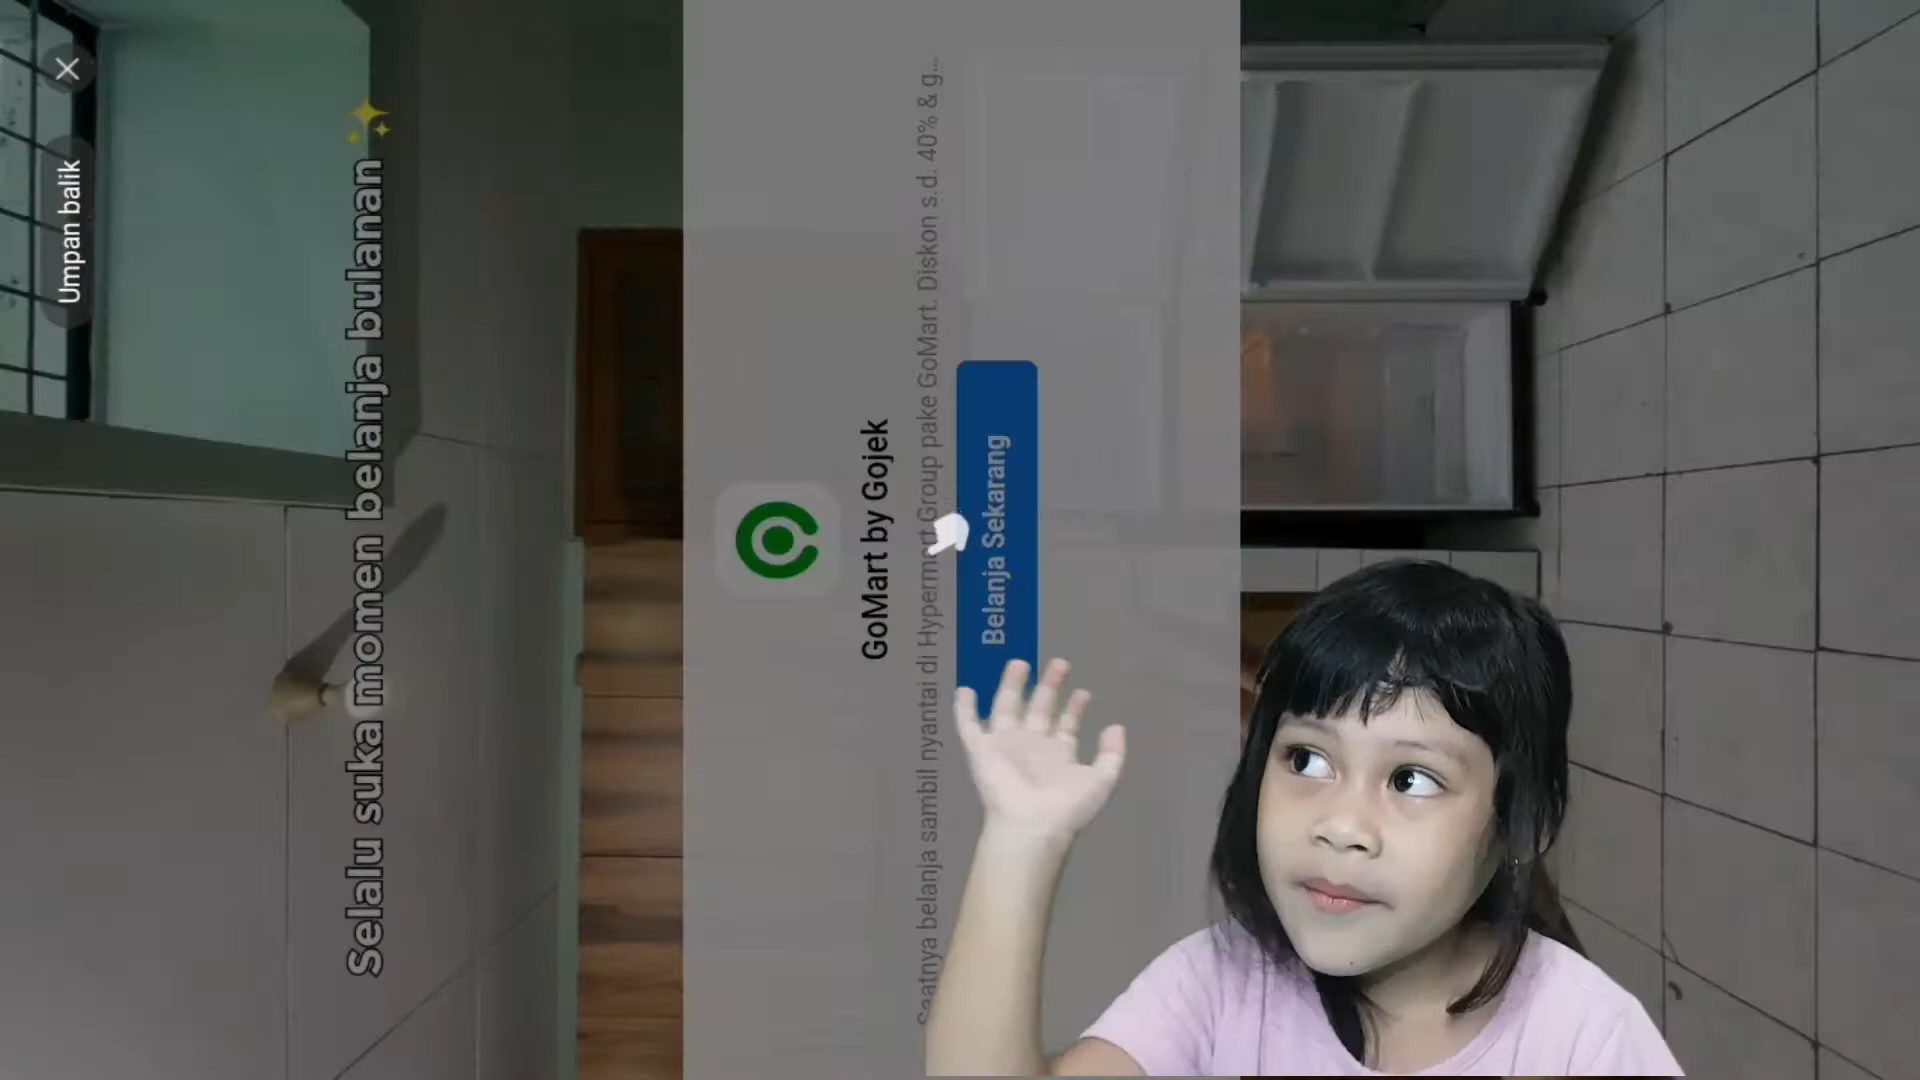 Umpan balik
Selalu suka momen belanja bulanan
GoMart by Gojek
Saatnya belanja sambil nyantai di Hypermart Group pake GoMart. Diskon s.d. 40% & g...
Belanja Sekarang